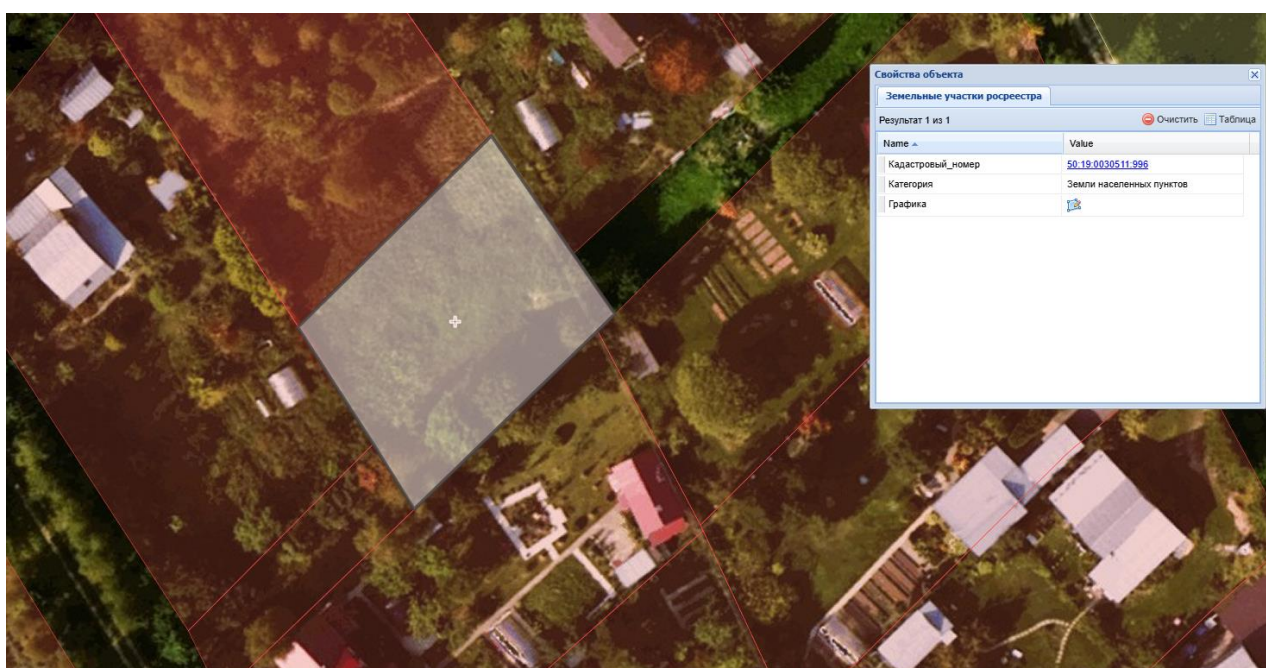 Свойства объекта
Земельные участки росреестра
Результат 1 из 1 Очистить Таблица
Name Value
Кадастровый_номер 50:19:0030511:996
Категория Земли населенных пунктов
Графика